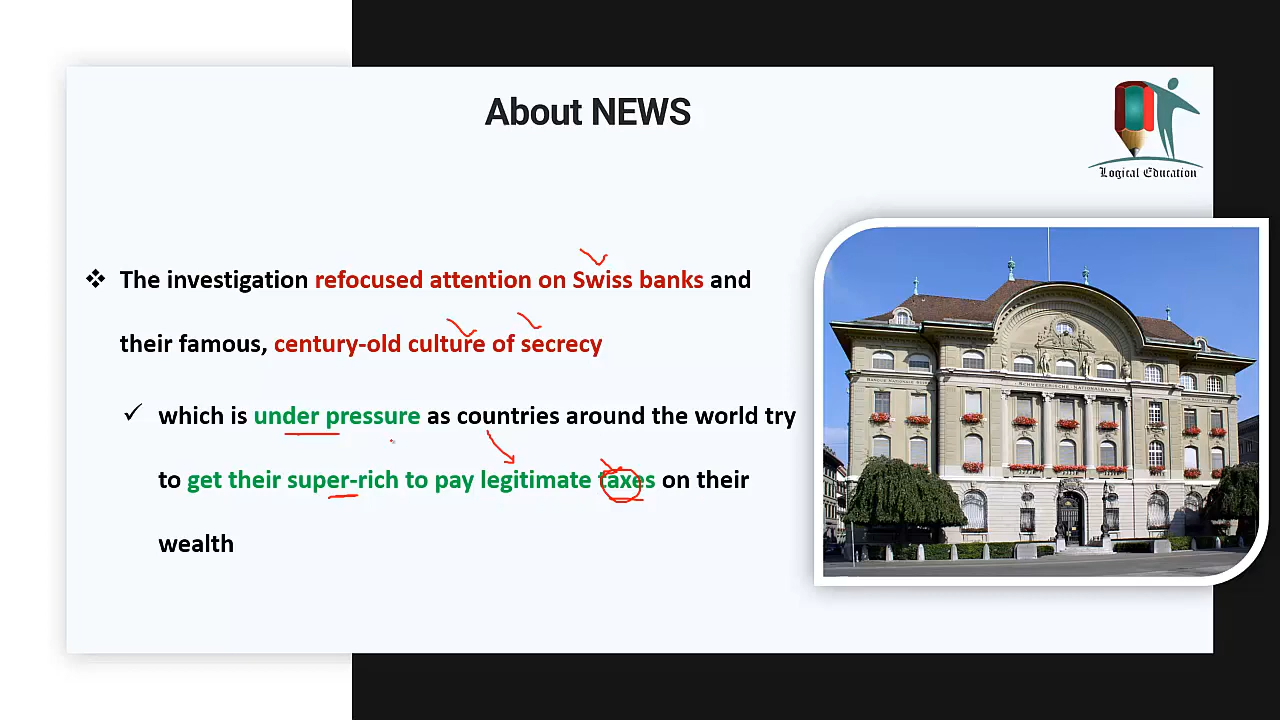 About NEWS
Logical Education
❖ The investigation refocused attention on Swiss banks and
their famous, century-old culture of secrecy
✓ which is under pressure as countries around the world try
to get their super-rich to pay legitimate taxes on their
wealth
SCHWEIZERISCHE NATIONALBANK